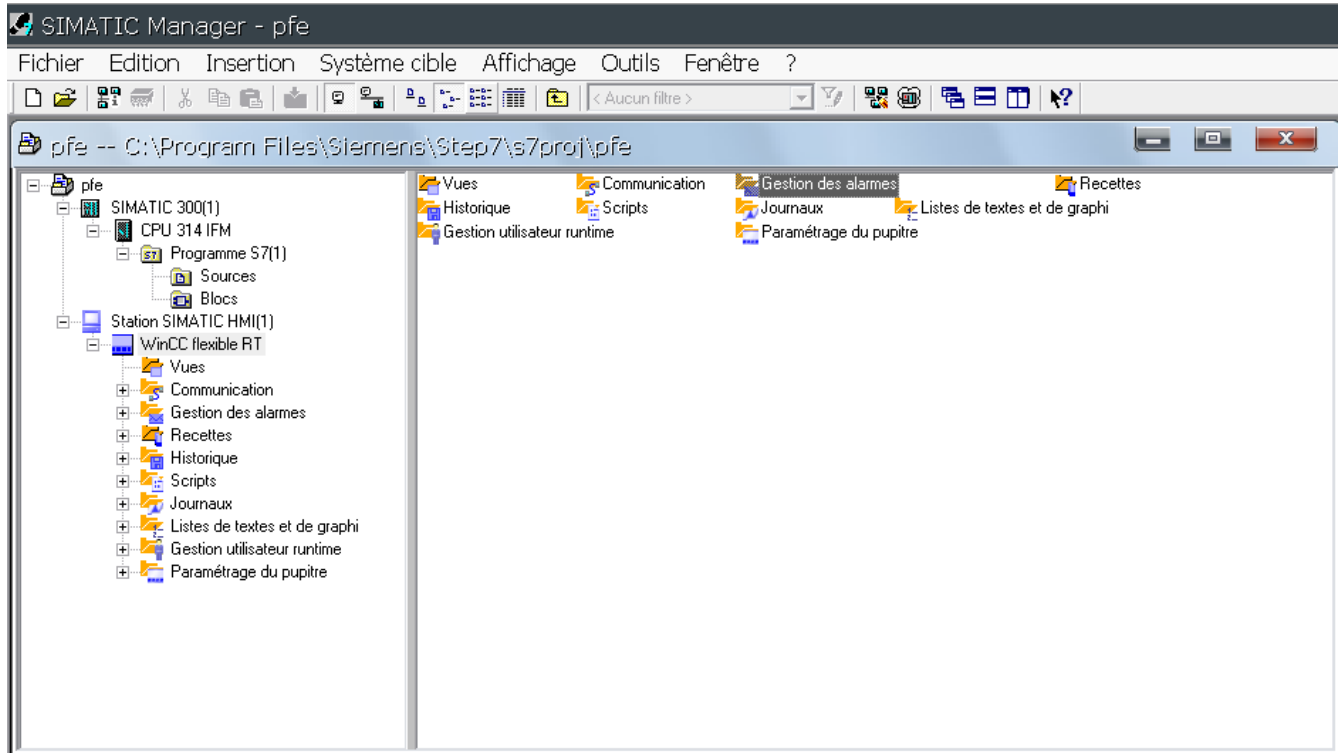 SIMATIC Manager - pfe
Fichier Edition Insertion Système cible Affichage Outils Fenêtre ?
< Aucun filtre >
pfe -- C:\Program Files\Siemens\Step7\s7proj\pfe
pfe
SIMATIC 300(1)
CPU 314 IFM
Programme S7(1)
Sources
Blocs
Station SIMATIC HMI(1)
WinCC flexible RT
Vues
Communication
Gestion des alarmes
Recettes
Historique
Scripts
Journaux
Listes de textes et de graphi
Gestion utilisateur runtime
Paramétrage du pupitre
Vues Communication Gestion des alarmes Recettes
Historique Scripts Journaux Listes de textes et de graphi
Gestion utilisateur runtime Paramétrage du pupitre